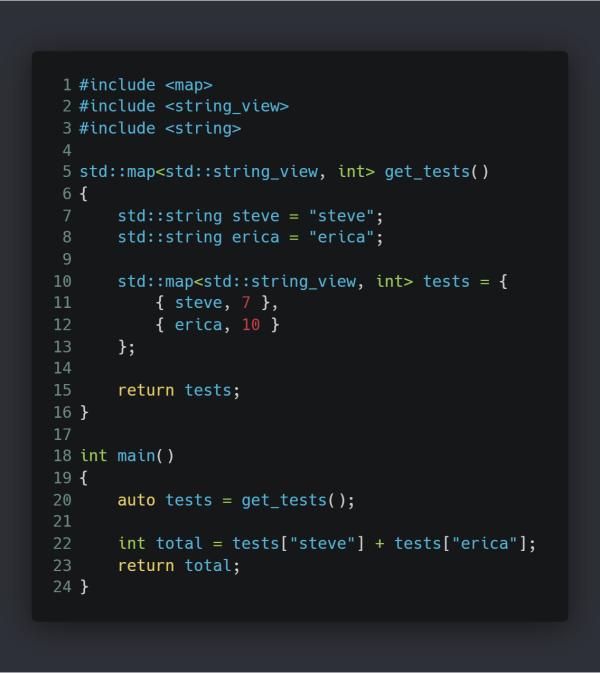 1 #include <map>
2 #include <string_view>
3 #include <string>
4
5 std::map<std::string_view, int> get_tests()
6 {
7     std::string steve = "steve";
8     std::string erica = "erica";
9
10     std::map<std::string_view, int> tests = {
11         { steve, 7 },
12         { erica, 10 }
13     };
14
15     return tests;
16 }
17
18 int main()
19 {
20     auto tests = get_tests();
21
22     int total = tests["steve"] + tests["erica"];
23     return total;
24 }